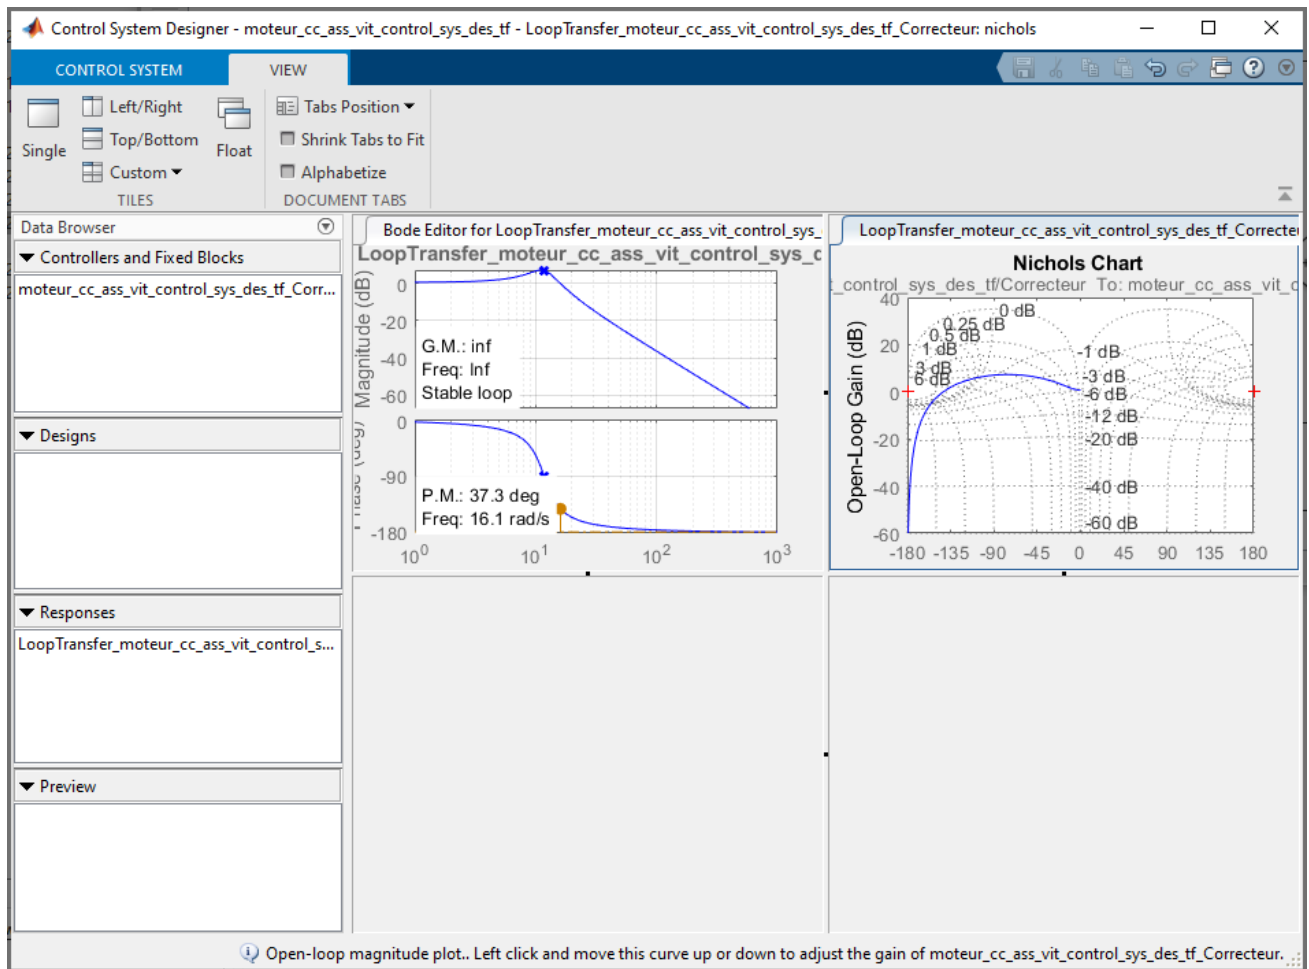 Control System Designer - moteur_cc_ass_vit_control_sys_des_tf - LoopTransfer_moteur_cc_ass_vit_control_sys_des_tf_Correcteur: nichols
CONTROL SYSTEM
VIEW
Single
Left/Right
Top/Bottom
Custom
Float
TILES
Tabs Position
Shrink Tabs to Fit
Alphabetize
DOCUMENT TABS
Data Browser
Controllers and Fixed Blocks
moteur_cc_ass_vit_control_sys_des_tf_Corr...
Designs
Responses
LoopTransfer_moteur_cc_ass_vit_control_s...
Preview
Bode Editor for LoopTransfer_moteur_cc_ass_vit_control_sys_
LoopTransfer_moteur_cc_ass_vit_control_sys_d
Magnitude (dB)
0
-20
-40
-60
G.M.: inf
Freq: Inf
Stable loop
(deg)
0
-90
-180
P.M.: 37.3 deg
Freq: 16.1 rad/s
10^0 10^1 10^2 10^3
LoopTransfer_moteur_cc_ass_vit_control_sys_des_tf_Correcte
Nichols Chart
t_control_sys_des_tf/Correcteur To: moteur_cc_ass_vit_c
Open-Loop Gain (dB)
40
20
0
-20
-40
-60
0 dB
0.25 dB
0.5 dB
1 dB
3 dB
6 dB
-1 dB
-3 dB
-6 dB
-12 dB
-20 dB
-40 dB
-60 dB
-180 -135 -90 -45 0 45 90 135 180
Open-loop magnitude plot.. Left click and move this curve up or down to adjust the gain of moteur_cc_ass_vit_control_sys_des_tf_Correcteur.